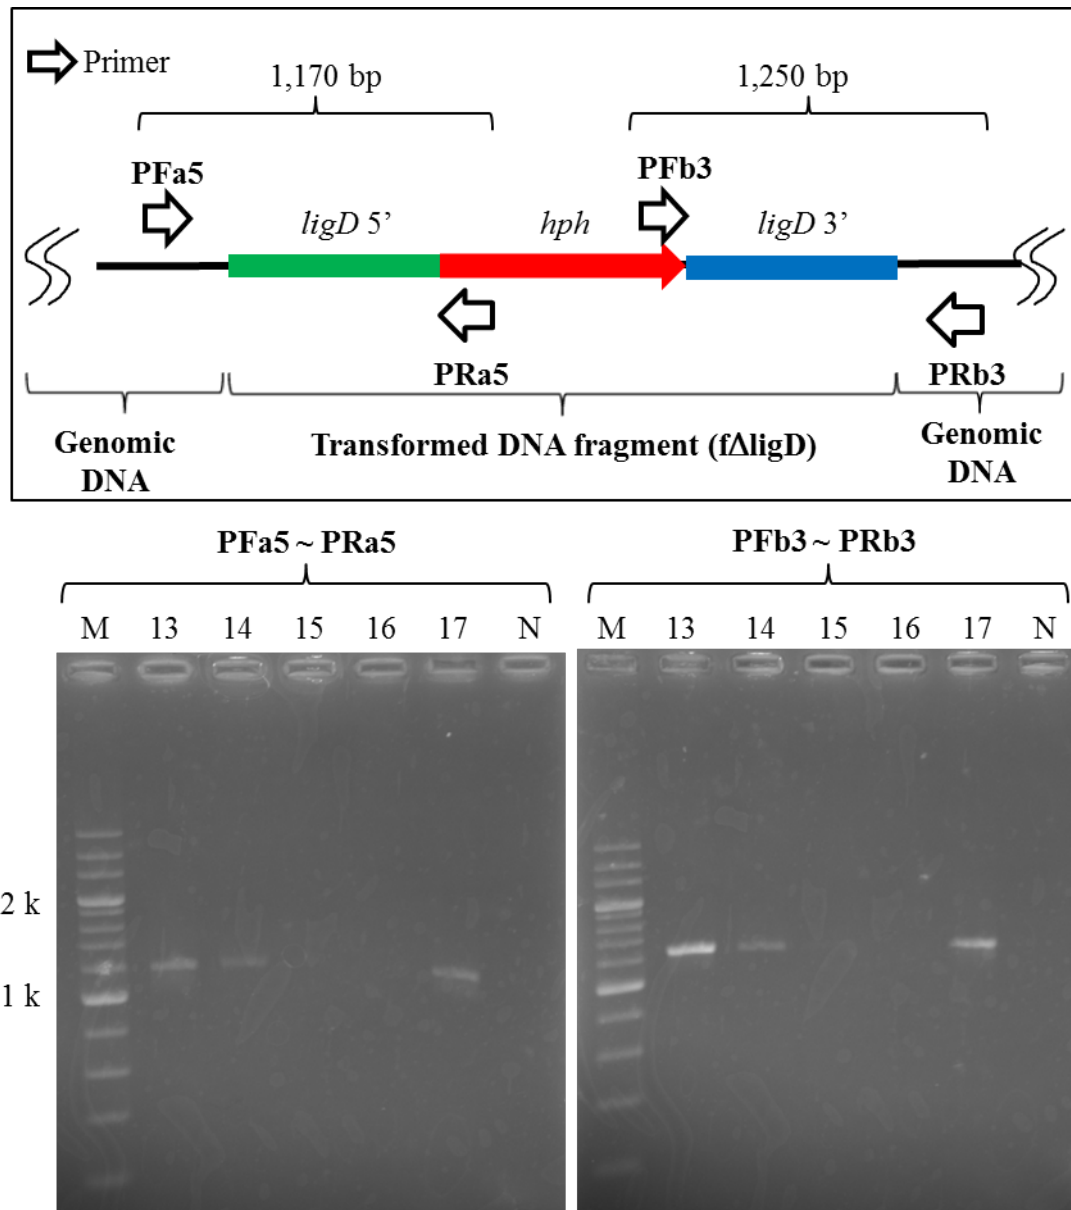 Primer
1,170 bp
1,250 bp
PFa5
PFb3
ligD 5’
hph
ligD 3’
PRa5
PRb3
Genomic
DNA
Transformed DNA fragment (fΔligD)
Genomic
DNA
PFa5 ~ PRa5
PFb3 ~ PRb3
M 13 14 15 16 17 N
M 13 14 15 16 17 N
2 k
1 k